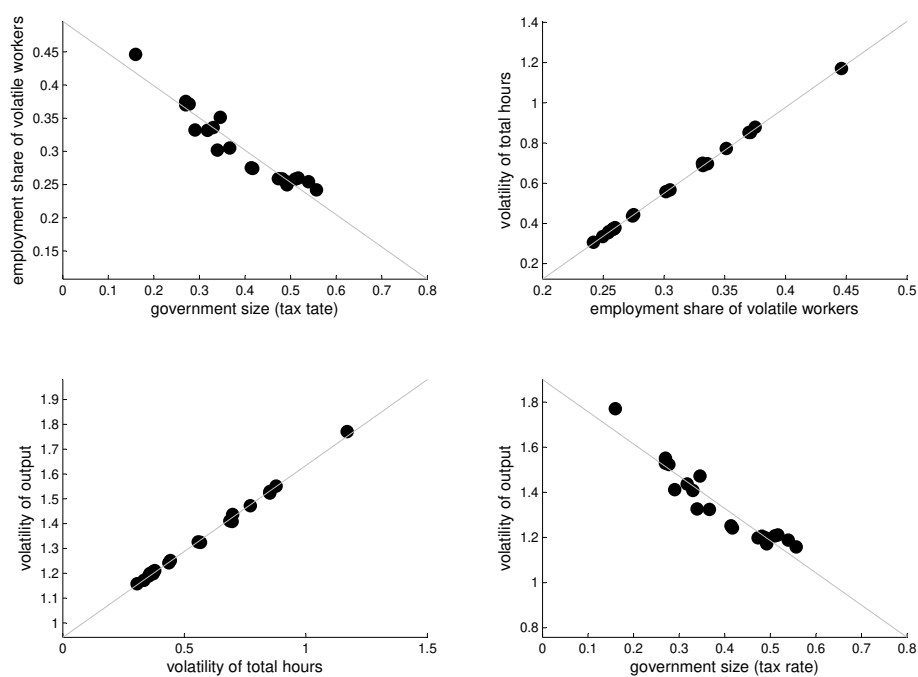 employment share of volatile workers
0.45
0.4
0.35
0.3
0.25
0.2
0.15
0 0.1 0.2 0.3 0.4 0.5 0.6 0.7 0.8
government size (tax tate)
volatility of total hours
1.4
1.2
1
0.8
0.6
0.4
0.2
0.2 0.25 0.3 0.35 0.4 0.45 0.5
employment share of volatile workers
volatility of output
1.9
1.8
1.7
1.6
1.5
1.4
1.3
1.2
1.1
1
0 0.5 1 1.5
volatility of total hours
volatility of output
1.8
1.6
1.4
1.2
1
0.8
0 0.1 0.2 0.3 0.4 0.5 0.6 0.7 0.8
government size (tax rate)